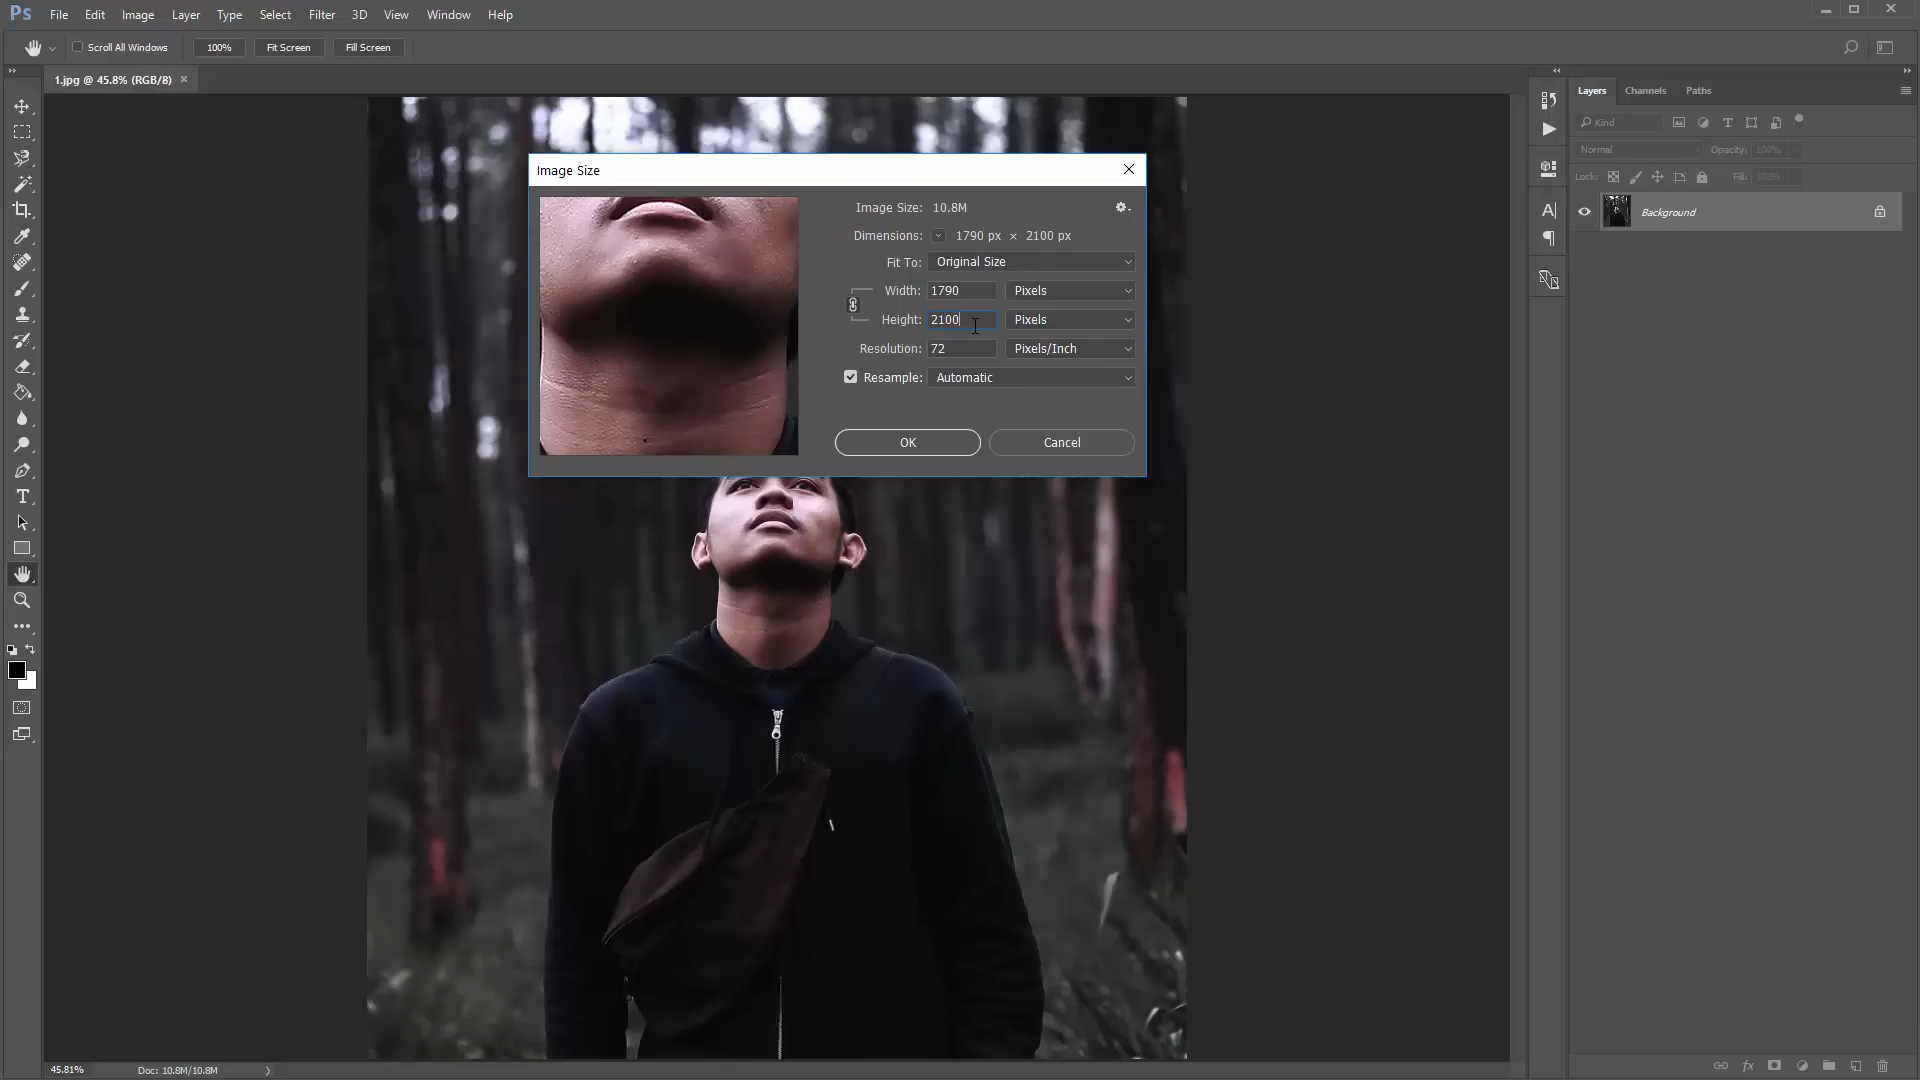 Ps File Edit Image Layer Type Select Filter 3D View Window Help
Scroll All Windows 100% Fit Screen Fill Screen
1.jpg @ 45.8% (RGB/8) ×
Layers Channels Paths
Kind
Normal Opacity: 100%
Lock: Fill: 100%
Background
Image Size
Image Size: 10.8M
Dimensions: 1790 px × 2100 px
Fit To: Original Size
Width: 1790 Pixels
Height: 2100 Pixels
Resolution: 72 Pixels/Inch
Resample: Automatic
OK Cancel
45.81% Doc: 10.8M/10.8M